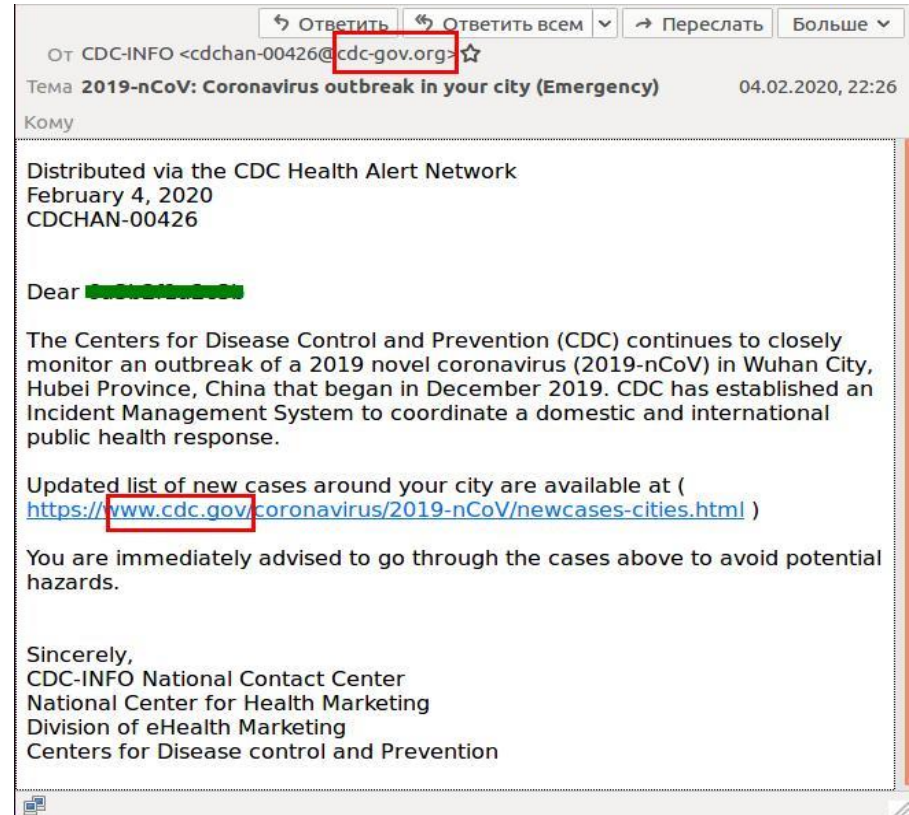 Ответить Ответить всем Переслать Больше
От CDC-INFO <cdchan-00426@cdc-gov.org>
Тема 2019-nCoV: Coronavirus outbreak in your city (Emergency) 04.02.2020, 22:26
Кому
Distributed via the CDC Health Alert Network
February 4, 2020
CDCHAN-00426
Dear
The Centers for Disease Control and Prevention (CDC) continues to closely
monitor an outbreak of a 2019 novel coronavirus (2019-nCoV) in Wuhan City,
Hubei Province, China that began in December 2019. CDC has established an
Incident Management System to coordinate a domestic and international
public health response.
Updated list of new cases around your city are available at (
https://www.cdc.gov/coronavirus/2019-nCoV/newcases-cities.html )
You are immediately advised to go through the cases above to avoid potential
hazards.
Sincerely,
CDC-INFO National Contact Center
National Center for Health Marketing
Division of eHealth Marketing
Centers for Disease control and Prevention